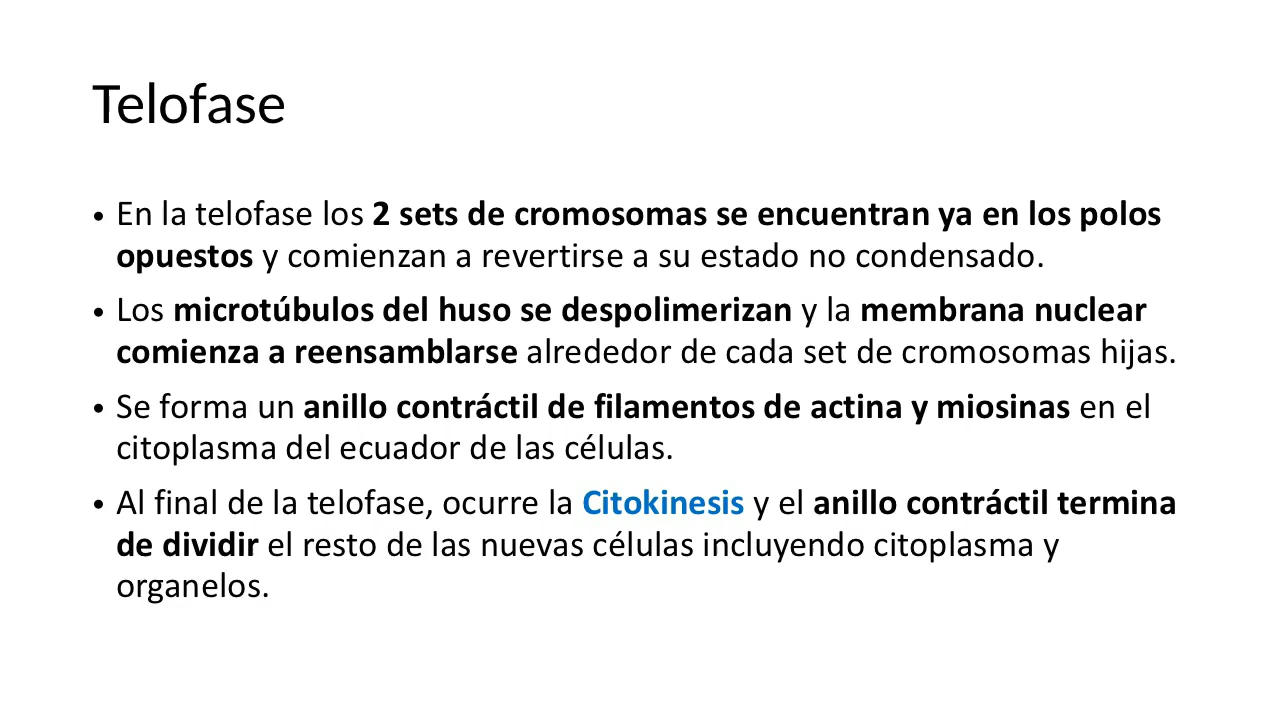 Telofase
• En la telofase los 2 sets de cromosomas se encuentran ya en los polos
opuestos y comienzan a revertirse a su estado no condensado.
• Los microtúbulos del huso se despolimerizan y la membrana nuclear
comienza a reensamblarse alrededor de cada set de cromosomas hijas.
• Se forma un anillo contráctil de filamentos de actina y miosinas en el
citoplasma del ecuador de las células.
• Al final de la telofase, ocurre la Citokinesis y el anillo contráctil termina
de dividir el resto de las nuevas células incluyendo citoplasma y
organelos.